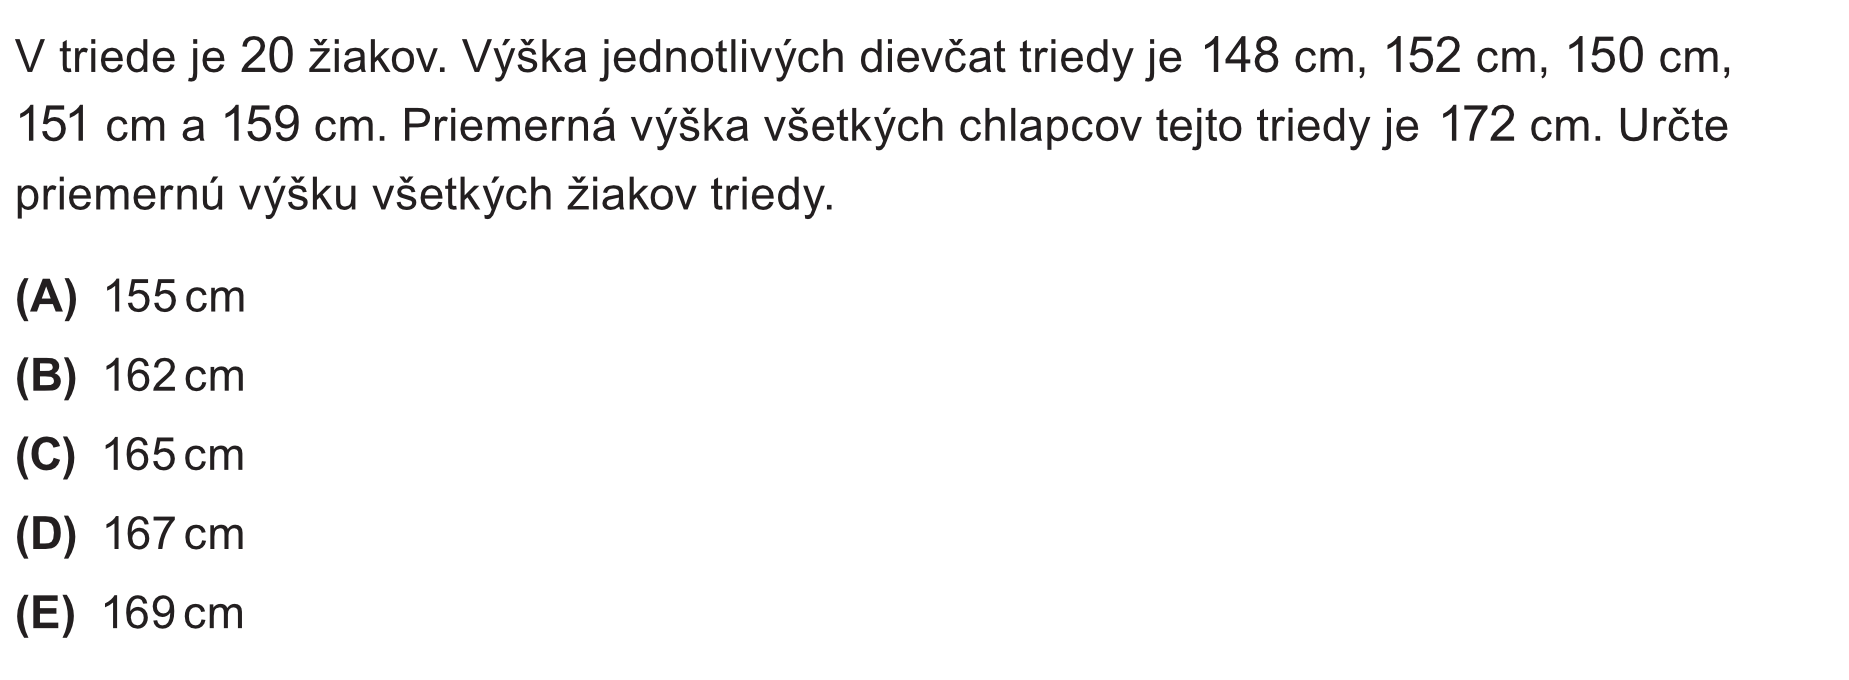 V triede je 20 žiakov. Výška jednotlivých dievčat triedy je 148 cm, 152 cm, 150 cm,
151 cm a 159 cm. Priemerná výška všetkých chlapcov tejto triedy je 172 cm. Určte
priemernú výšku všetkých žiakov triedy.
(A) 155 cm
(B) 162 cm
(C) 165 cm
(D) 167 cm
(E) 169 cm